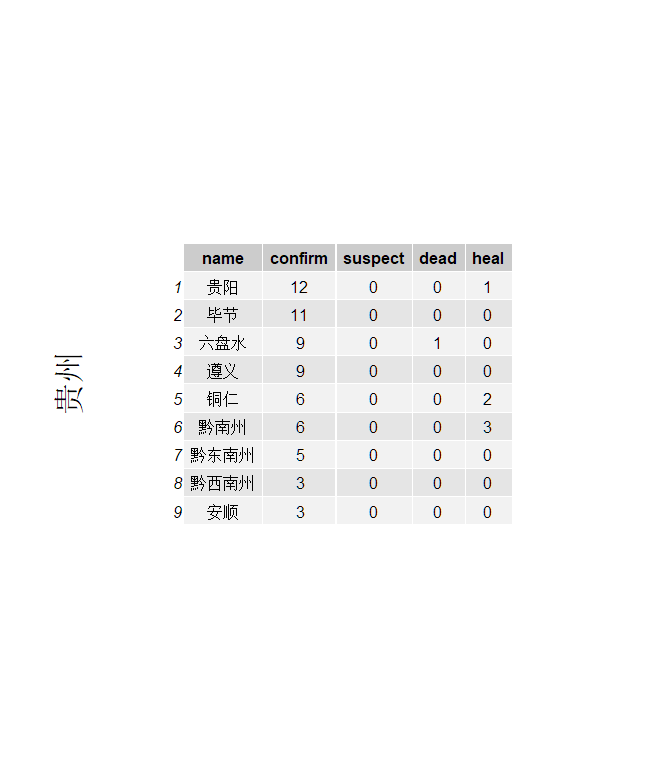 贵州
name confirm suspect dead heal
1 贵阳 12 0 0 1
2 毕节 11 0 0 0
3 六盘水 9 0 1 0
4 遵义 9 0 0 0
5 铜仁 6 0 0 2
6 黔南州 6 0 0 3
7 黔东南州 5 0 0 0
8 黔西南州 3 0 0 0
9 安顺 3 0 0 0